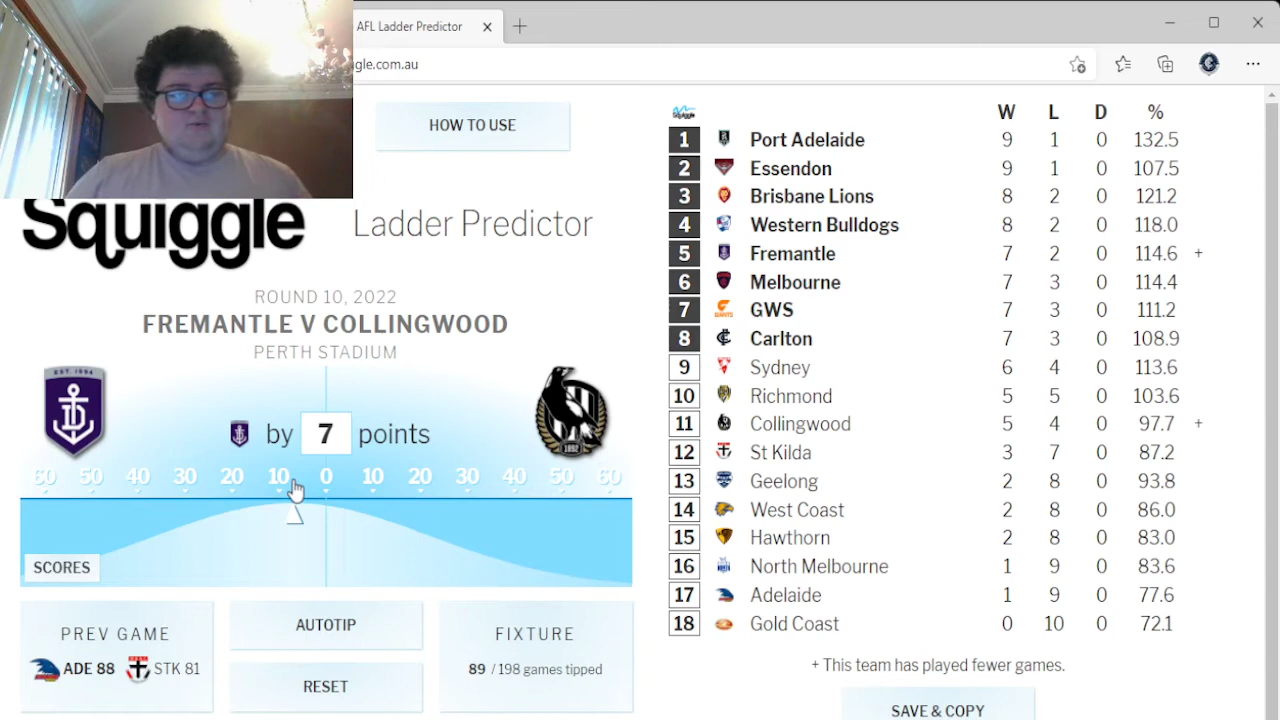 AFL Ladder Predictor
ggle.com.au
HOW TO USE
Squiggle
Ladder Predictor
ROUND 10, 2022
FREMANTLE V COLLINGWOOD
PERTH STADIUM
by 7 points
60 50 40 30 20 10 0 10 20 30 40 50 60
SCORES
PREV GAME
ADE 88 STK 81
AUTOTIP
RESET
FIXTURE
89 / 198 games tipped
W L D %
1 Port Adelaide 9 1 0 132.5
2 Essendon 9 1 0 107.5
3 Brisbane Lions 8 2 0 121.2
4 Western Bulldogs 8 2 0 118.0
5 Fremantle 7 2 0 114.6 +
6 Melbourne 7 3 0 114.4
7 GWS 7 3 0 111.2
8 Carlton 7 3 0 108.9
9 Sydney 6 4 0 113.6
10 Richmond 5 5 0 103.6
11 Collingwood 5 4 0 97.7 +
12 St Kilda 3 7 0 87.2
13 Geelong 2 8 0 93.8
14 West Coast 2 8 0 86.0
15 Hawthorn 2 8 0 83.0
16 North Melbourne 1 9 0 83.6
17 Adelaide 1 9 0 77.6
18 Gold Coast 0 10 0 72.1
+ This team has played fewer games.
SAVE & COPY